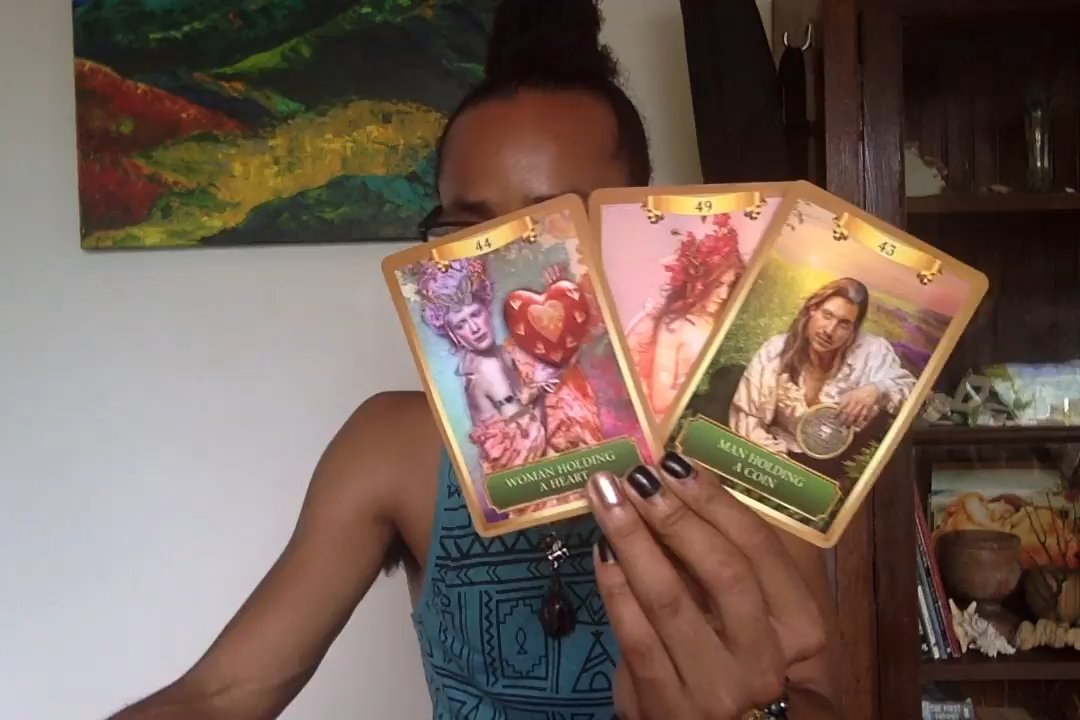 44
WOMAN HOLDING
A HEART
49
43
MAN HOLDING
A COIN